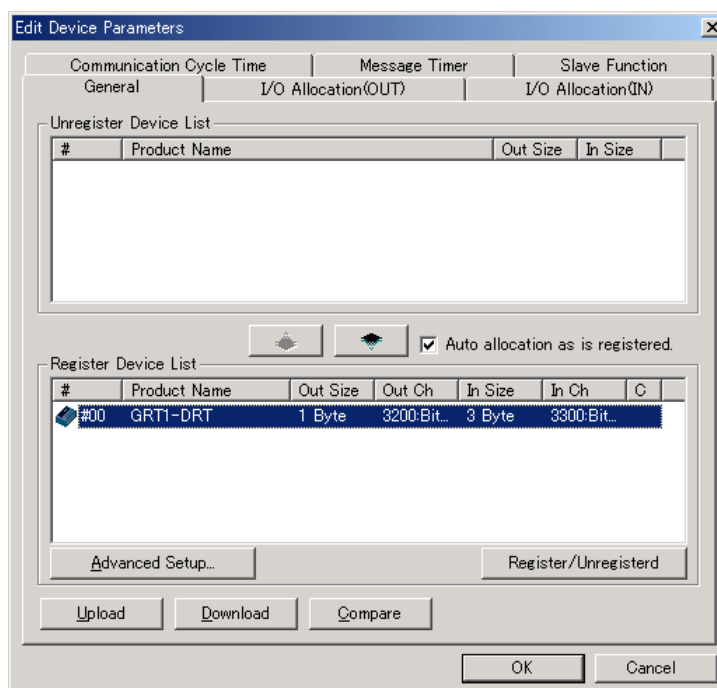 Edit Device Parameters
Communication Cycle Time Message Timer Slave Function
General I/O Allocation(OUT) I/O Allocation(IN)
Unregister Device List
# Product Name Out Size In Size
Auto allocation as is registered.
Register Device List
# Product Name Out Size Out Ch In Size In Ch C
#00 GRT1-DRT 1 Byte 3200:Bit... 3 Byte 3300:Bit...
Advanced Setup... Register/Unregisterd
Upload Download Compare
OK Cancel